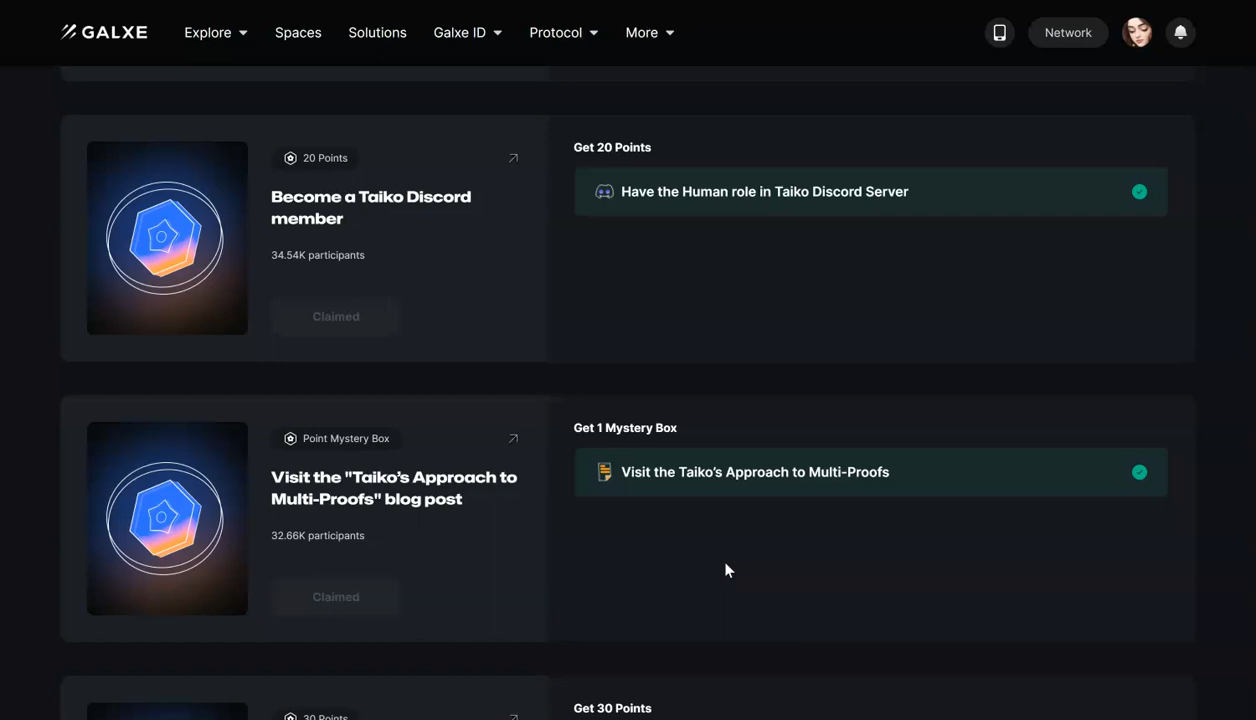 GALXE
Explore
Spaces
Solutions
Galxe ID
Protocol
More
Network
20 Points
Become a Taiko Discord
member
34.54K participants
Claimed
Get 20 Points
Have the Human role in Taiko Discord Server
Point Mystery Box
Visit the "Taiko’s Approach to
Multi-Proofs" blog post
32.66K participants
Claimed
Get 1 Mystery Box
Visit the Taiko’s Approach to Multi-Proofs
30 Points
Get 30 Points